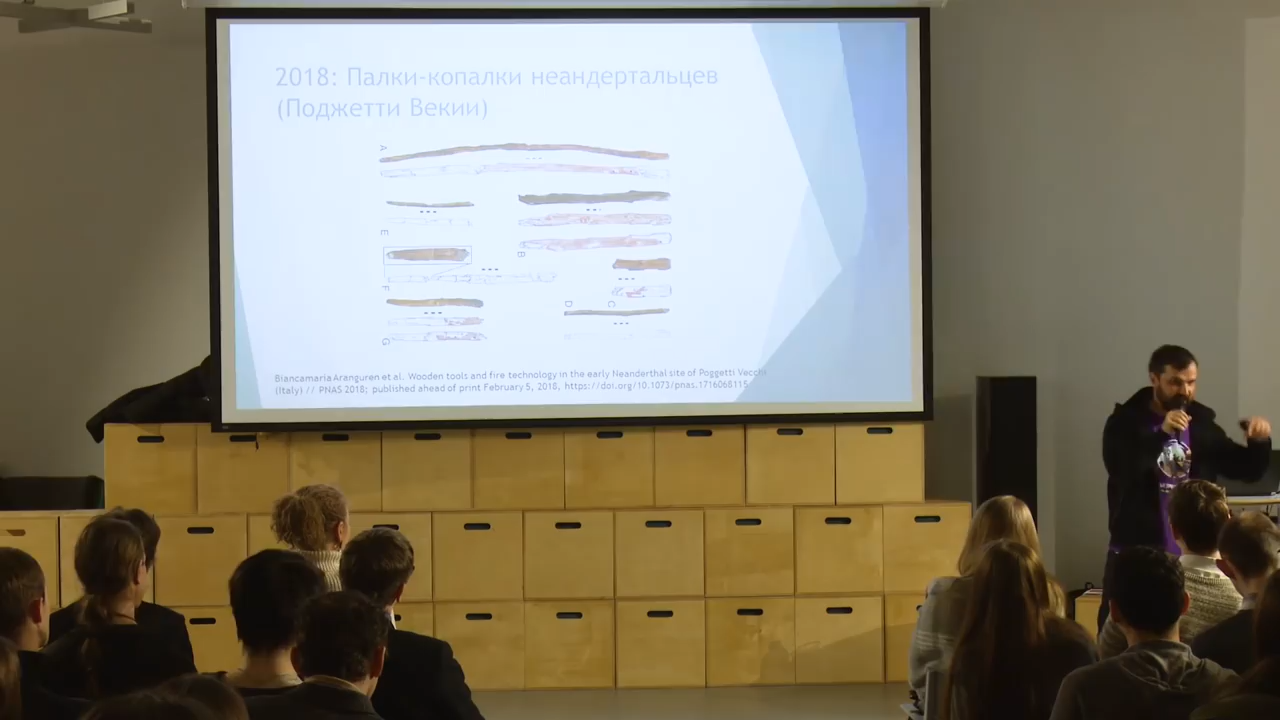 2018: Палки-копалки неандертальцев
(Поджетти Векии)
A
E
B
F
D
C
G
Biancamaria Aranguren et al. Wooden tools and fire technology in the early Neanderthal site of Poggetti Vecchi
(Italy) // PNAS 2018; published ahead of print February 5, 2018, https://doi.org/10.1073/pnas.1716068115